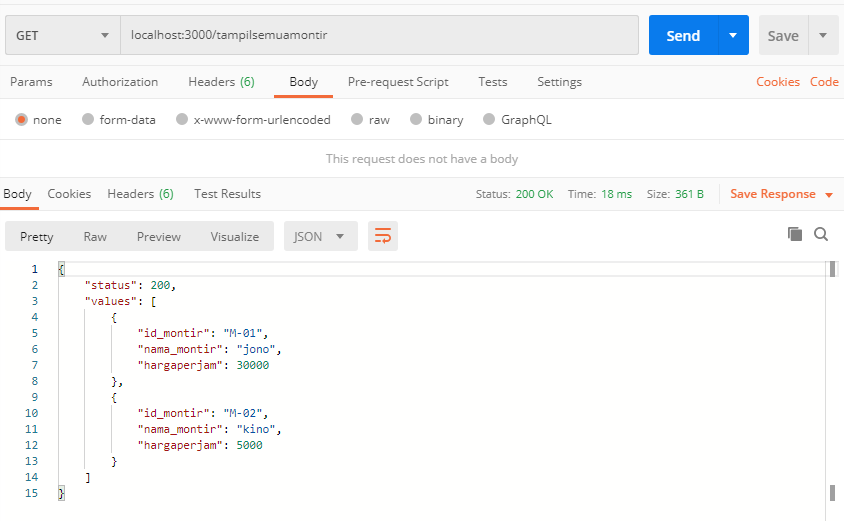 GET localhost:3000/tampilsemuamontir Send Save
Params Authorization Headers (6) Body Pre-request Script Tests Settings Cookies Code
none form-data x-www-form-urlencoded raw binary GraphQL
This request does not have a body
Body Cookies Headers (6) Test Results Status: 200 OK Time: 18 ms Size: 361 B Save Response
Pretty Raw Preview Visualize JSON
1 {
2 "status": 200,
3 "values": [
4 {
5 "id_montir": "M-01",
6 "nama_montir": "jono",
7 "hargaperjam": 30000
8 },
9 {
10 "id_montir": "M-02",
11 "nama_montir": "kino",
12 "hargaperjam": 5000
13 }
14 ]
15 }